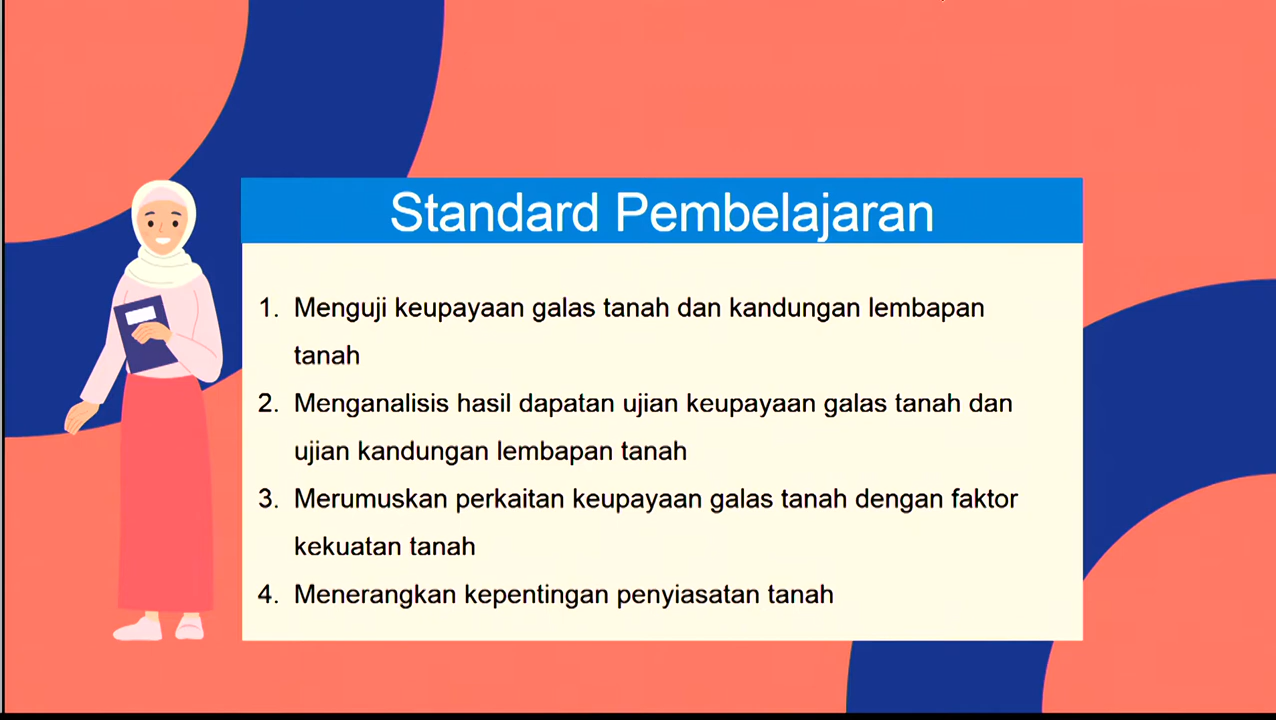 Standard Pembelajaran
1. Menguji keupayaan galas tanah dan kandungan lembapan
tanah
2. Menganalisis hasil dapatan ujian keupayaan galas tanah dan
ujian kandungan lembapan tanah
3. Merumuskan perkaitan keupayaan galas tanah dengan faktor
kekuatan tanah
4. Menerangkan kepentingan penyiasatan tanah